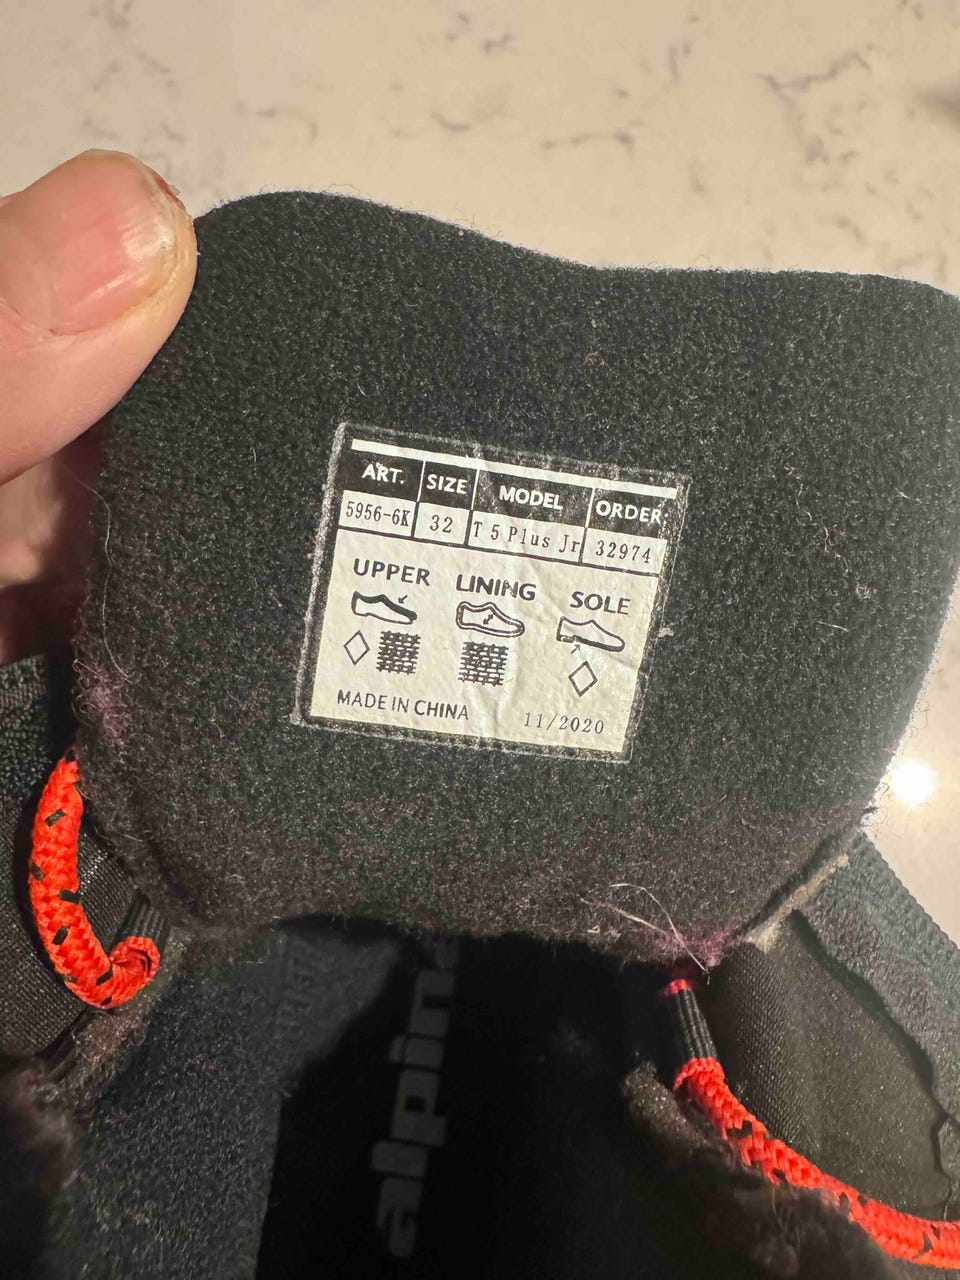 ART. SIZE MODEL ORDER:
5956-6K 32 T 5 Plus Jr 32974
UPPER LINING SOLE
MADE IN CHINA 11/2020